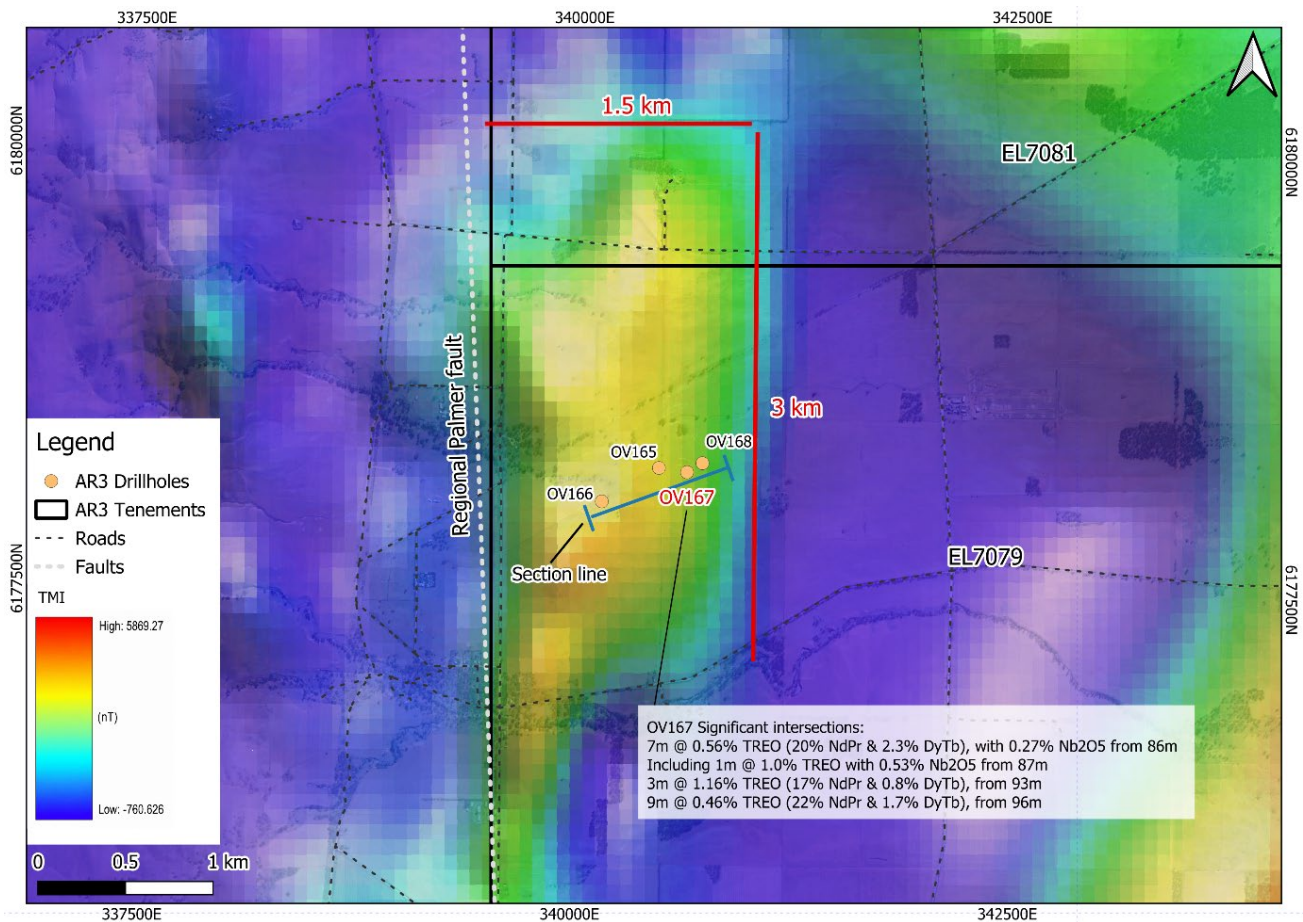 337500E
340000E
342500E
6180000N
6180000N
1.5 km
EL7081
Regional Palmer fault
3 km
OV168
OV165
OV166
OV167
Section line
EL7079
6177500N
6177500N
Legend
AR3 Drillholes
AR3 Tenements
Roads
Faults
TMI
High: 5869.27
(nT)
Low: -760.626
OV167 Significant intersections:
7m @ 0.56% TREO (20% NdPr & 2.3% DyTb), with 0.27% Nb2O5 from 86m
Including 1m @ 1.0% TREO with 0.53% Nb2O5 from 87m
3m @ 1.16% TREO (17% NdPr & 0.8% DyTb), from 93m
9m @ 0.46% TREO (22% NdPr & 1.7% DyTb), from 96m
0 0.5 1 km
337500E
340000E
342500E